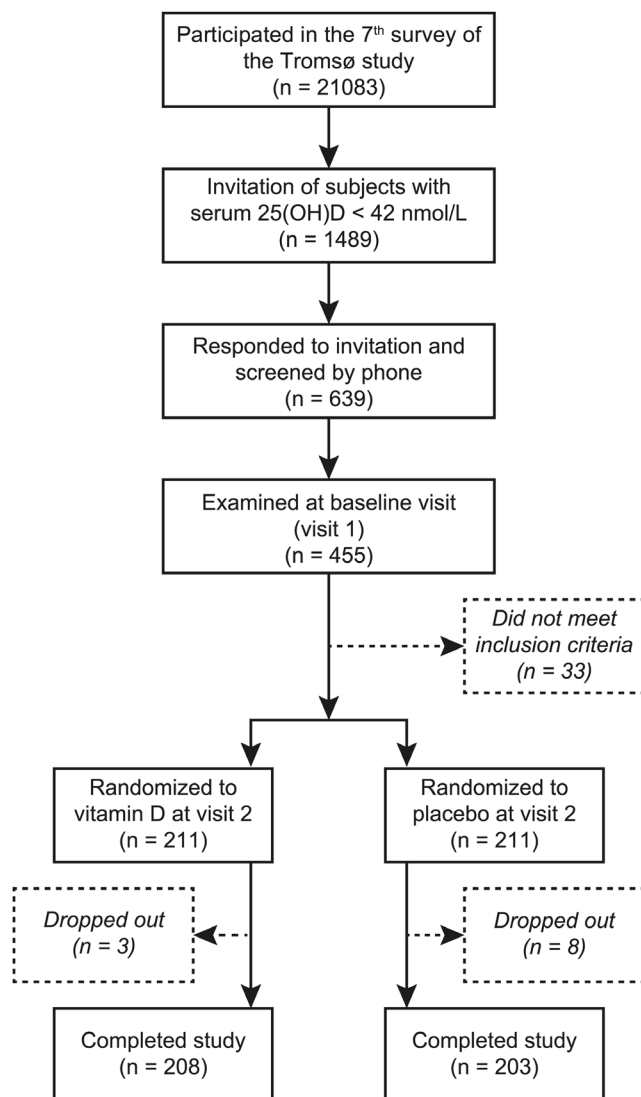 Participated in the 7th survey of
the Tromsø study
(n = 21083)
Invitation of subjects with
serum 25(OH)D < 42 nmol/L
(n = 1489)
Responded to invitation and
screened by phone
(n = 639)
Examined at baseline visit
(visit 1)
(n = 455)
Did not meet
inclusion criteria
(n = 33)
Randomized to
vitamin D at visit 2
(n = 211)
Randomized to
placebo at visit 2
(n = 211)
Dropped out
(n = 3)
Dropped out
(n = 8)
Completed study
(n = 208)
Completed study
(n = 203)